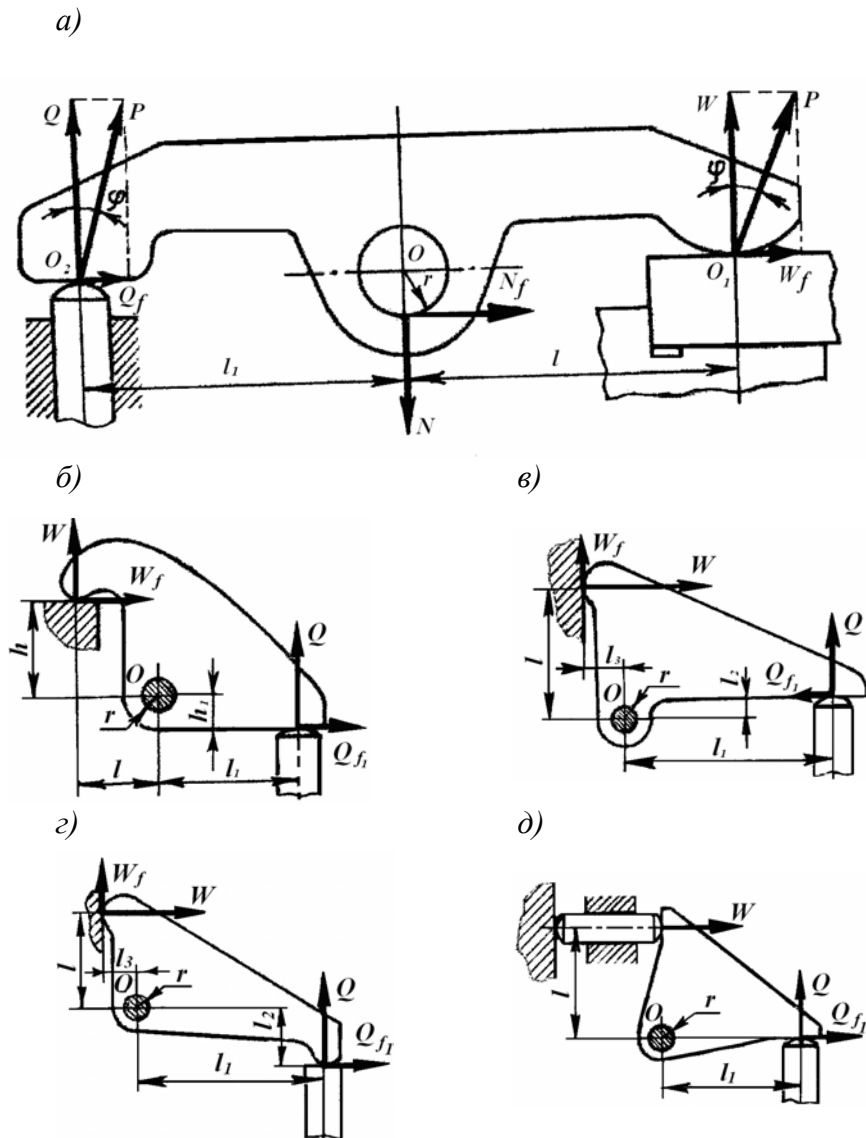 а)
Q P W P
φ φ
O₂ O r N_f O₁ W_f
Q_f
l₁ l
N
б) в)
W W_f W
W_f
h Q l Q
O l₃ r l₂
r h₁ O Q_f₁
l l₁ Q_f₁ l₁
г) д)
W_f W W
l l₃ l
O r Q O₁ r Q
l₂ Q_f₁ Q_f₁
l₁ l₁